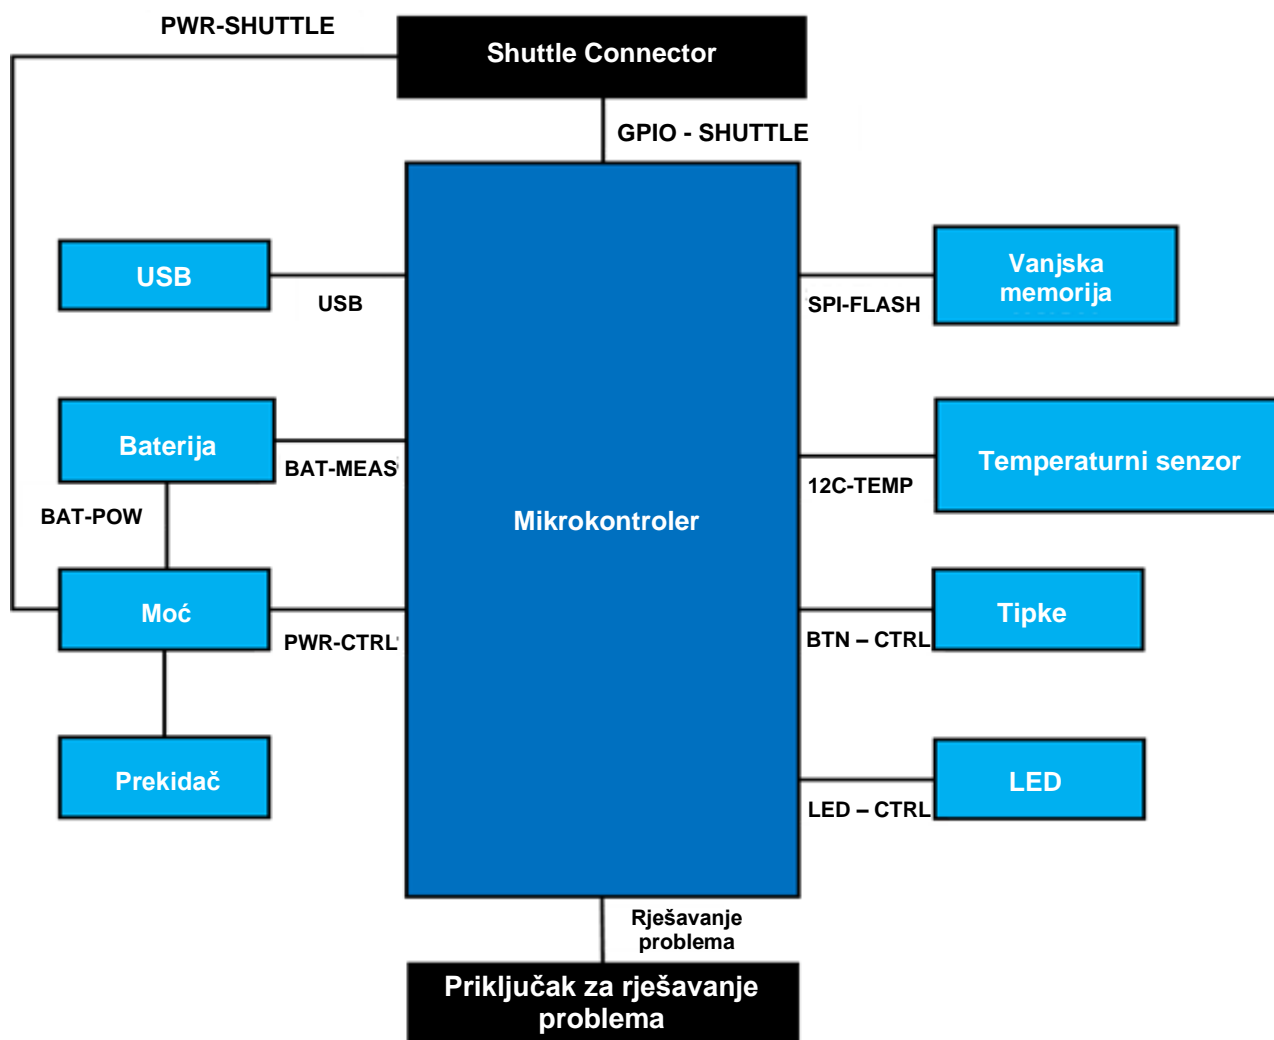 PWR-SHUTTLE
Shuttle Connector
GPIO - SHUTTLE
USB
USB
Vanjska
memorija
SPI-FLASH
Baterija
BAT-MEAS
Temperaturni senzor
12C-TEMP
BAT-POW
Mikrokontroler
Moć
PWR-CTRL
Tipke
BTN – CTRL
Prekidač
LED
LED – CTRL
Rješavanje
problema
Priključak za rješavanje
problema